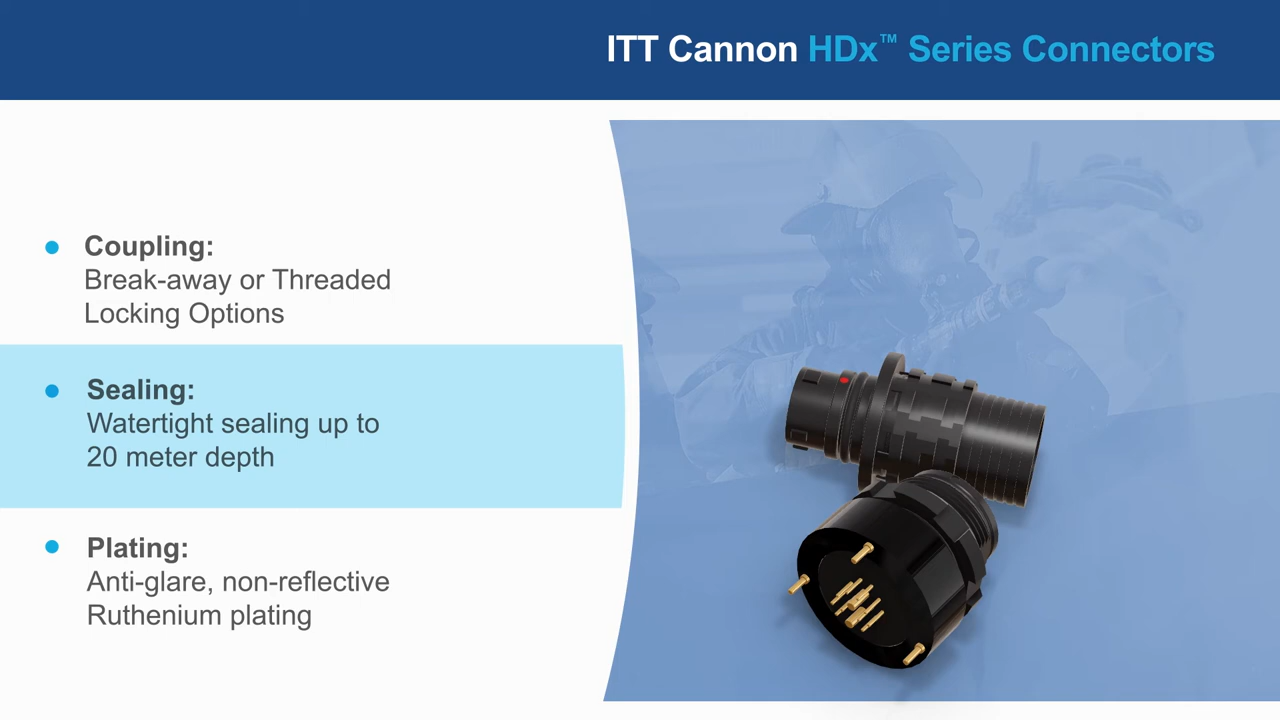 ITT Cannon HDx™ Series Connectors
Coupling:
Break-away or Threaded
Locking Options
Sealing:
Watertight sealing up to
20 meter depth
Plating:
Anti-glare, non-reflective
Ruthenium plating